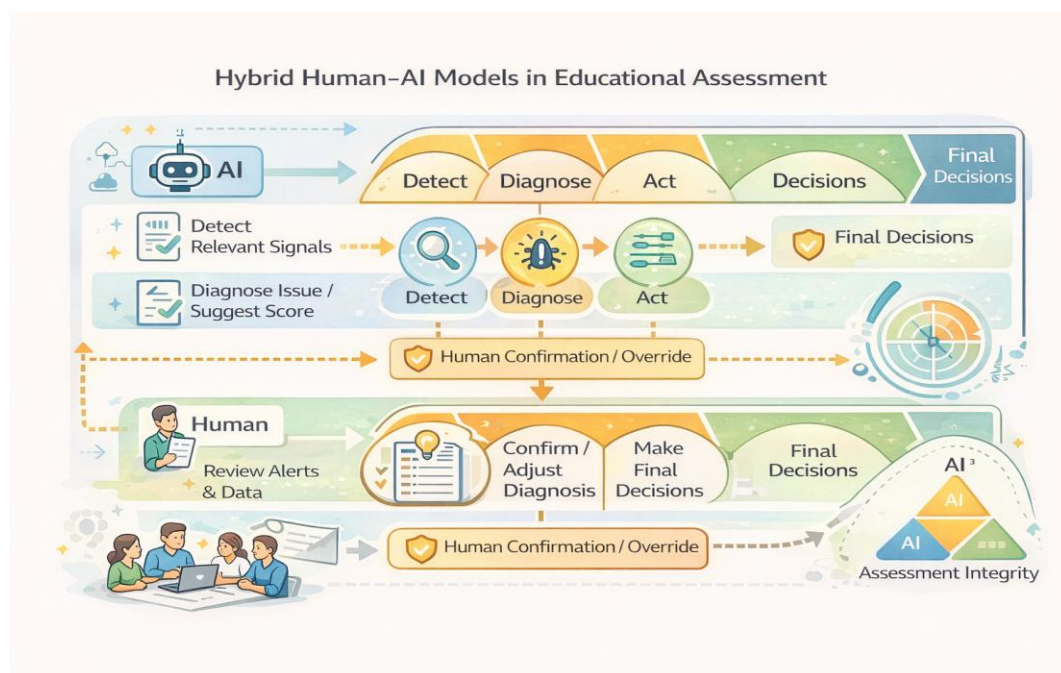 Hybrid Human–AI Models in Educational Assessment
AI
Detect
Diagnose
Act
Decisions
Final
Decisions
Detect
Relevant Signals
Final Decisions
Diagnose Issue /
Suggest Score
Detect
Diagnose
Act
Human Confirmation / Override
Human
Review Alerts
& Data
Confirm /
Adjust
Diagnosis
Make
Final
Decisions
Final
Decisions
AI ³
AI
AI
Assessment Integrity
Human Confirmation / Override